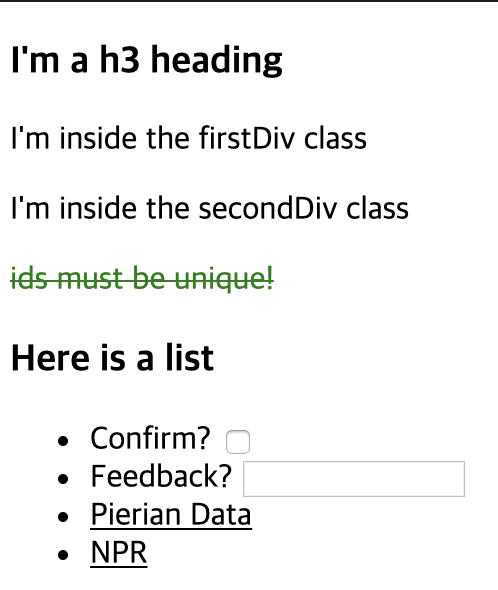 I'm a h3 heading
I'm inside the firstDiv class
I'm inside the secondDiv class
ids must be unique!
Here is a list
Confirm?
Feedback?
Pierian Data
NPR